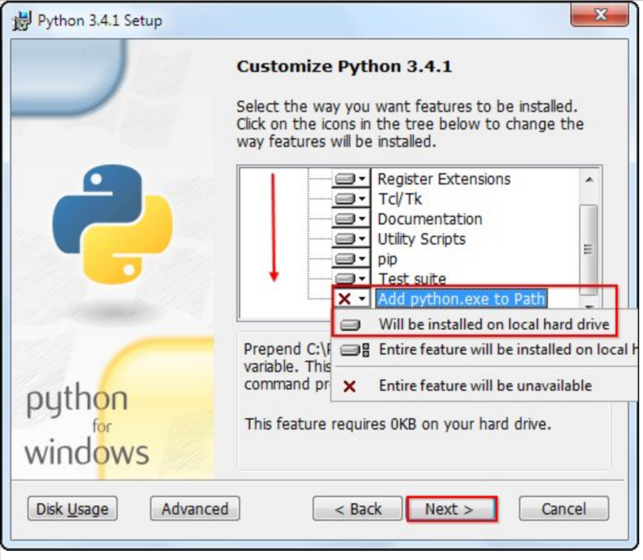 Python 3.4.1 Setup
Customize Python 3.4.1
Select the way you want features to be installed.
Click on the icons in the tree below to change the
way features will be installed.
Register Extensions
Tcl/Tk
Documentation
Utility Scripts
pip
Test suite
Add python.exe to Path
Will be installed on local hard drive
Entire feature will be installed on local
Entire feature will be unavailable
Prepend C:\
variable. This
command
This feature requires 0KB on your hard drive.
python
for
windows
Disk Usage
Advanced
< Back
Next >
Cancel